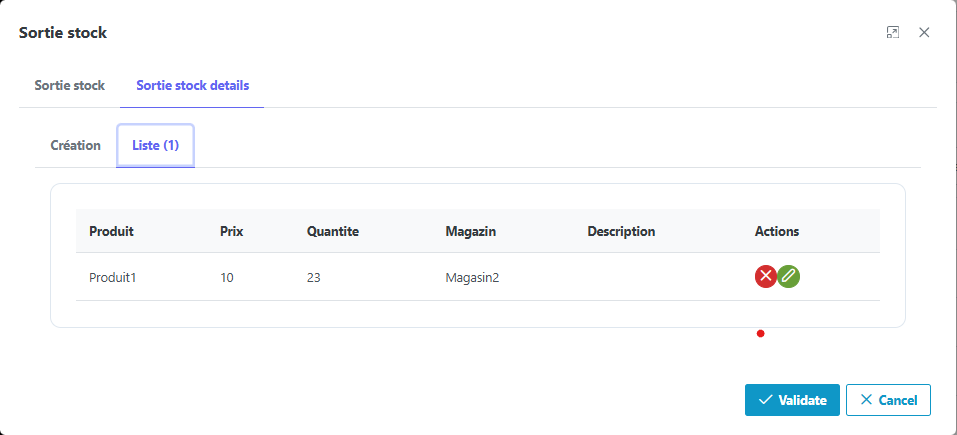 Sortie stock
Sortie stock Sortie stock details
Création Liste (1)
Produit Prix Quantite Magazin Description Actions
Produit1 10 23 Magasin2
Validate Cancel